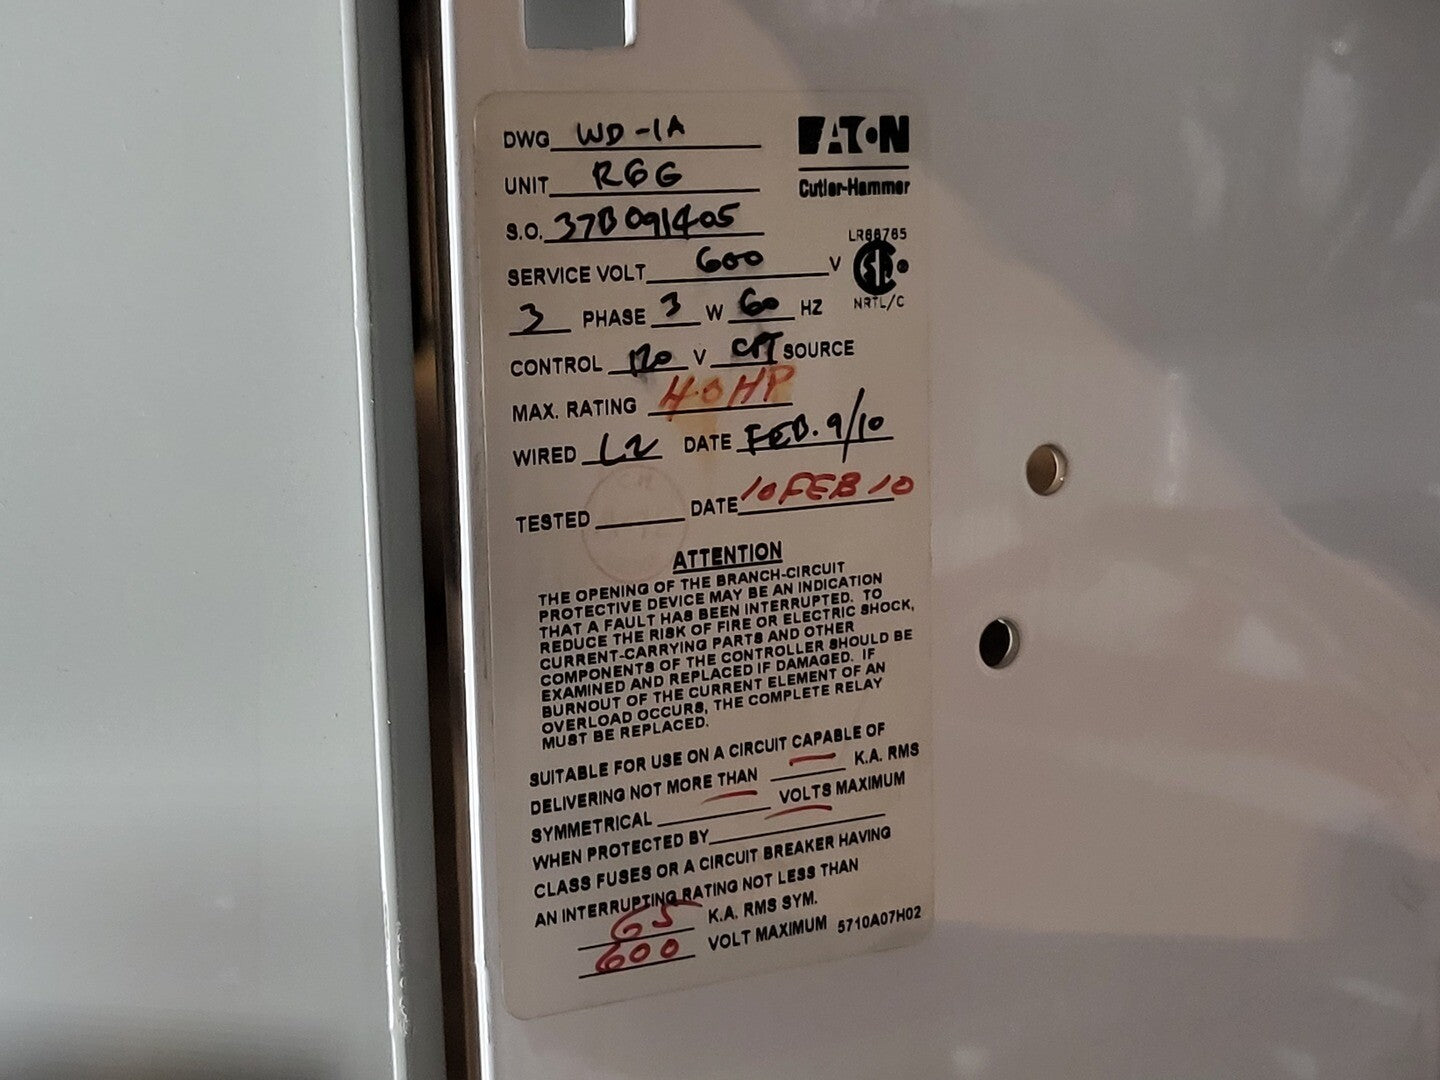 DWG WD-1A
EATON
Cutler-Hammer
UNIT R6G
S.O. 37B091405
LR68765
SERVICE VOLT 600 V
NRTL/C
3 PHASE 3 W 60 HZ
CONTROL 120 V CPT SOURCE
MAX. RATING 40HP
WIRED DATE FEB. 9/10
TESTED DATE 10 FEB 10
ATTENTION
THE OPENING OF THE BRANCH-CIRCUIT
PROTECTIVE DEVICE MAY BE AN INDICATION
THAT A FAULT HAS BEEN INTERRUPTED. TO
REDUCE THE RISK OF FIRE OR ELECTRIC SHOCK,
CURRENT-CARRYING PARTS AND OTHER
COMPONENTS OF THE CONTROLLER SHOULD BE
EXAMINED AND REPLACED IF DAMAGED. IF
BURNOUT OF THE CURRENT ELEMENT OF AN
OVERLOAD OCCURS, THE COMPLETE RELAY
MUST BE REPLACED.
SUITABLE FOR USE ON A CIRCUIT CAPABLE OF
DELIVERING NOT MORE THAN K.A. RMS
SYMMETRICAL VOLTS MAXIMUM
WHEN PROTECTED BY
CLASS FUSES OR A CIRCUIT BREAKER HAVING
AN INTERRUPTING RATING NOT LESS THAN
65 K.A. RMS SYM.
600 VOLT MAXIMUM 5710A07H02